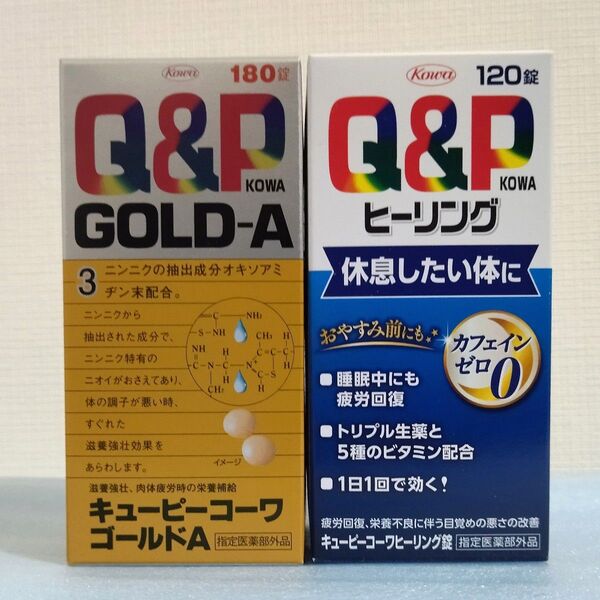 Kowa
180錠
Q&P
KOWA
GOLD-A
3 ニンニクの抽出成分オキソアミ
ヂン末配合。
ニンニクから
抽出された成分で、
ニンニク特有の
ニオイがおさえてあり、
体の調子が悪い時、
すぐれた
滋養強壮効果を
あらわします。
イメージ
滋養強壮、肉体疲労時の栄養補給
キューピーコーワ
ゴールドA
指定医薬部外品
Kowa
120錠
Q&P
KOWA
ヒーリング
休息したい体に
おやすみ前にも
カフェイン
ゼロ0
睡眠中にも
疲労回復
トリプル生薬と
5種のビタミン配合
1日1回で効く!
疲労回復、栄養不良に伴う目覚めの悪さの改善
キューピーコーワヒーリング錠 指定医薬部外品